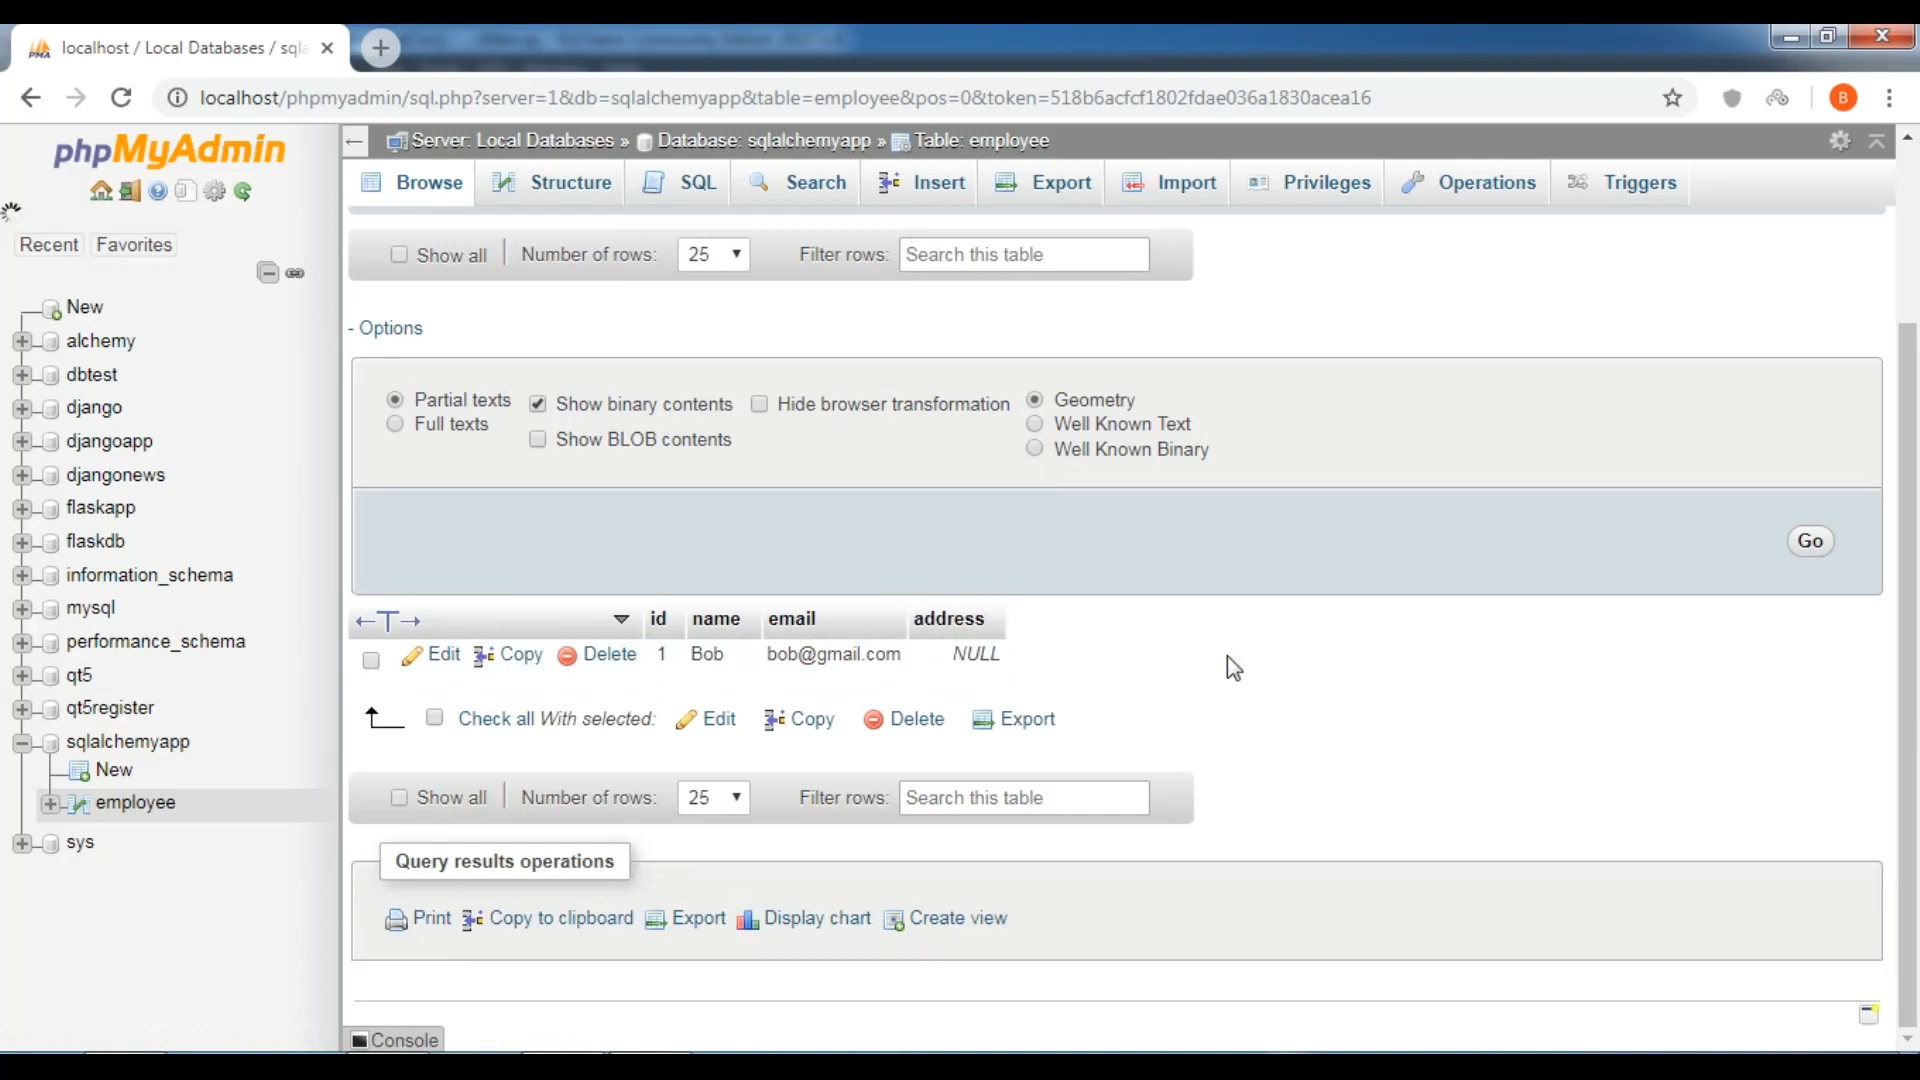 localhost / Local Databases / sqla
localhost/phpmyadmin/sql.php?server=1&db=sqlalchemyapp&table=employee&pos=0&token=518b6acfcf1802fdae036a1830acea16
B
phpMyAdmin
Recent Favorites
New
alchemy
dbtest
django
djangoapp
djangonews
flaskapp
flaskdb
information_schema
mysql
performance_schema
qt5
qt5register
sqlalchemyapp
New
employee
sys
Server: Local Databases » Database: sqlalchemyapp » Table: employee
Browse Structure SQL Search Insert Export Import Privileges Operations Triggers
Show all Number of rows: 25 Filter rows: Search this table
- Options
Partial texts Show binary contents Hide browser transformation Geometry
Full texts Show BLOB contents Well Known Text
Well Known Binary
Go
←T→ id name email address
Edit Copy Delete 1 Bob bob@gmail.com NULL
Check all With selected: Edit Copy Delete Export
Show all Number of rows: 25 Filter rows: Search this table
Query results operations
Print Copy to clipboard Export Display chart Create view
Console